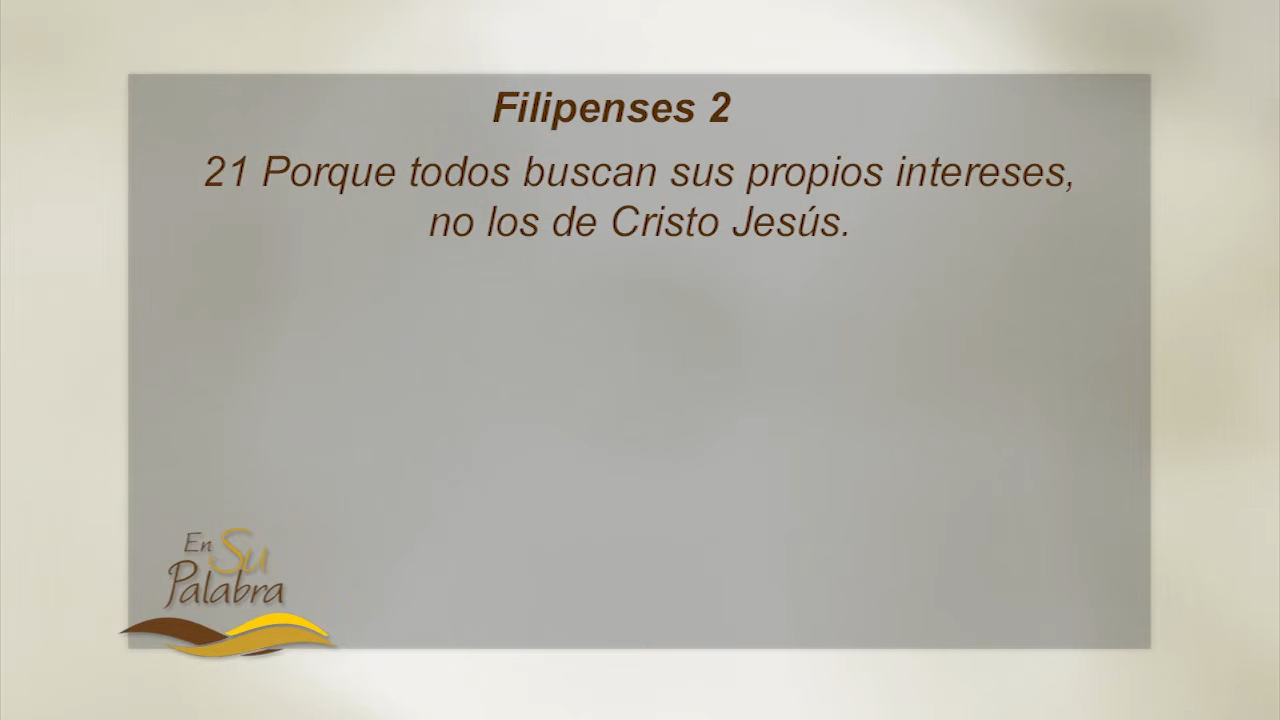 Filipenses 2
21 Porque todos buscan sus propios intereses,
no los de Cristo Jesús.
En Su
Palabra